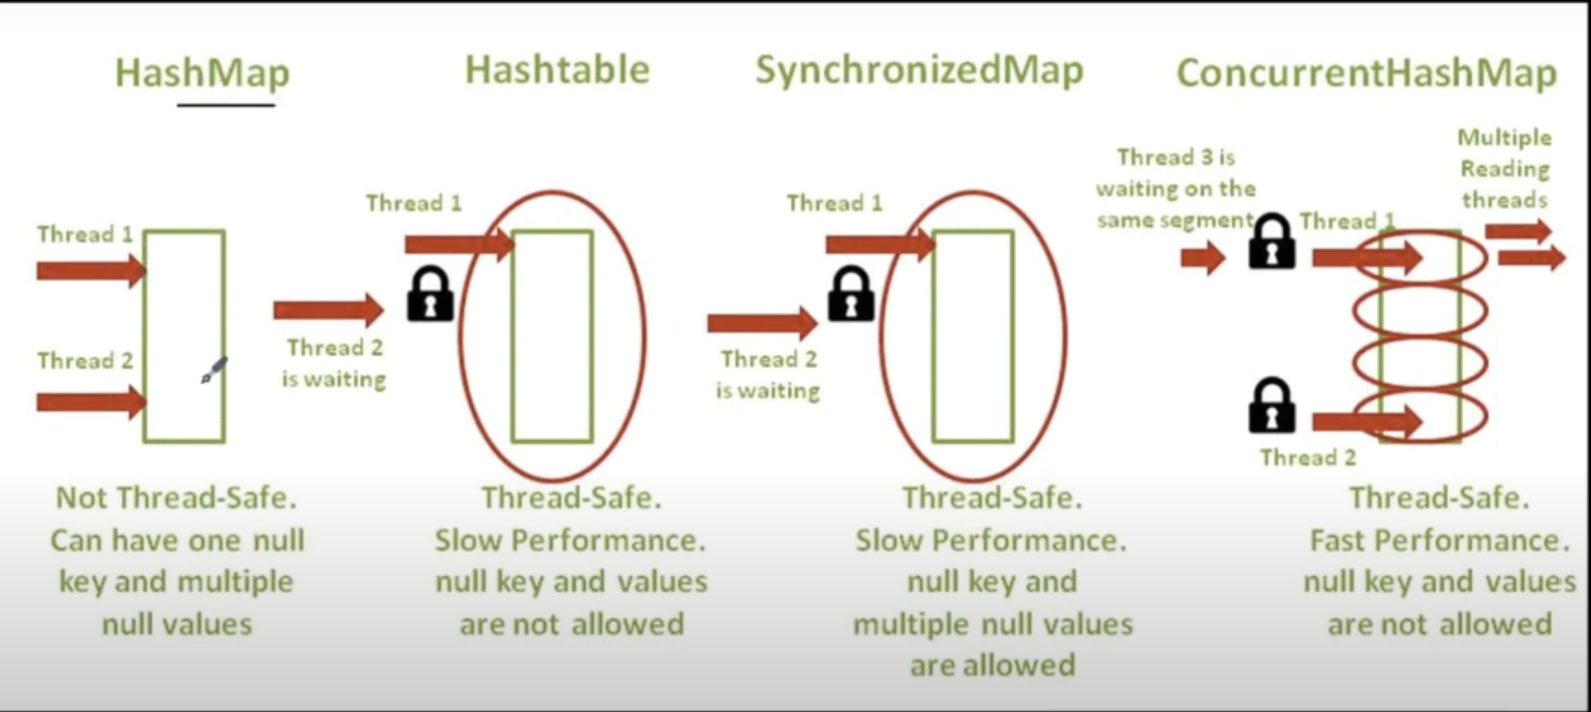 HashMap
Thread 1
Thread 2
Not Thread-Safe.
Can have one null
key and multiple
null values
Hashtable
Thread 1
Thread 2
is waiting
Thread-Safe.
Slow Performance.
null key and values
are not allowed
SynchronizedMap
Thread 1
Thread 2
is waiting
Thread-Safe.
Slow Performance.
null key and
multiple null values
are allowed
ConcurrentHashMap
Thread 3 is
waiting on the
same segment
Thread 1
Multiple
Reading
threads
Thread 2
Thread-Safe.
Fast Performance.
null key and values
are not allowed